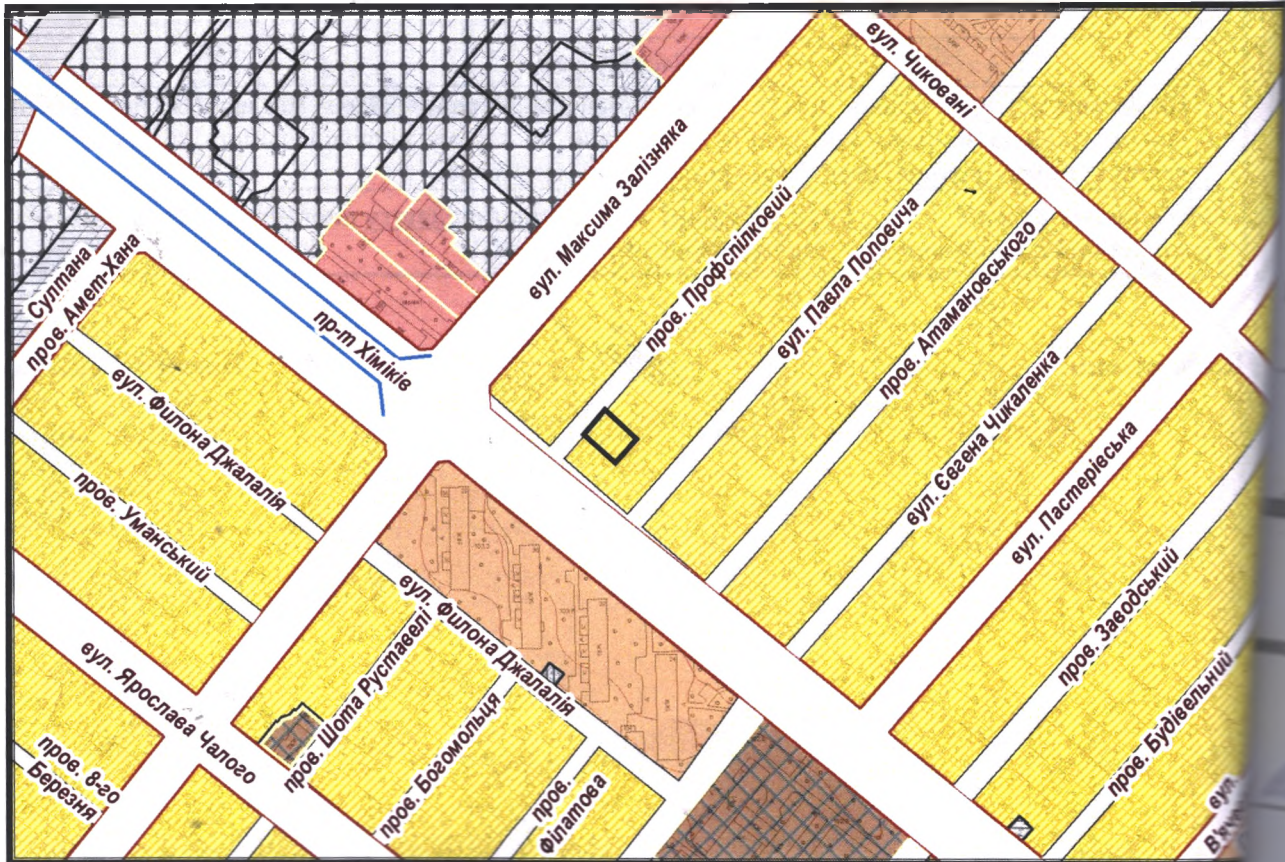 вул. Чиковані
вул. Максима Залізняка
пров. Профспілковий
вул. Павла Поповича
пров. Атамановського
вул. Євгена Чикаленка
вул. Пастерівська
пров. Заводський
пров. Будівельний
вул.
Султана
пров. Амет-Хана
пр-т Хіміків
вул. Филона Джалалія
пров. Уманський
вул. Ярослава Чалого
пров. 8-го
Березня
вул. Филона Джалалія
пров. Шота Руставелі
пров. Богомольця
пров.
Філатова